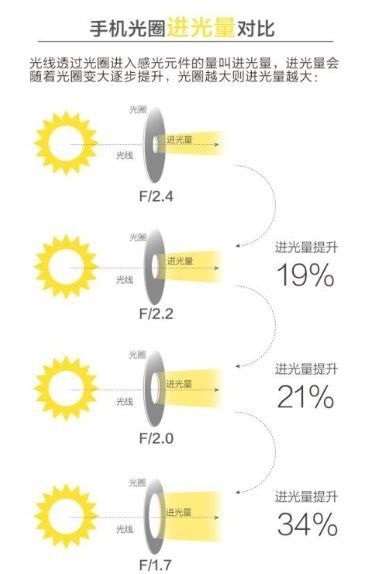 手机光圈进光量对比
光线透过光圈进入感光元件的量叫进光量，进光量会
随着光圈变大逐步提升，光圈越大则进光量越大：
光圈
进光量
光线
F/2.4
光圈
进光量
光线
F/2.2
进光量提升
19%
光圈
进光量
光线
F/2.0
进光量提升
21%
光圈
进光量
光线
F/1.7
进光量提升
34%